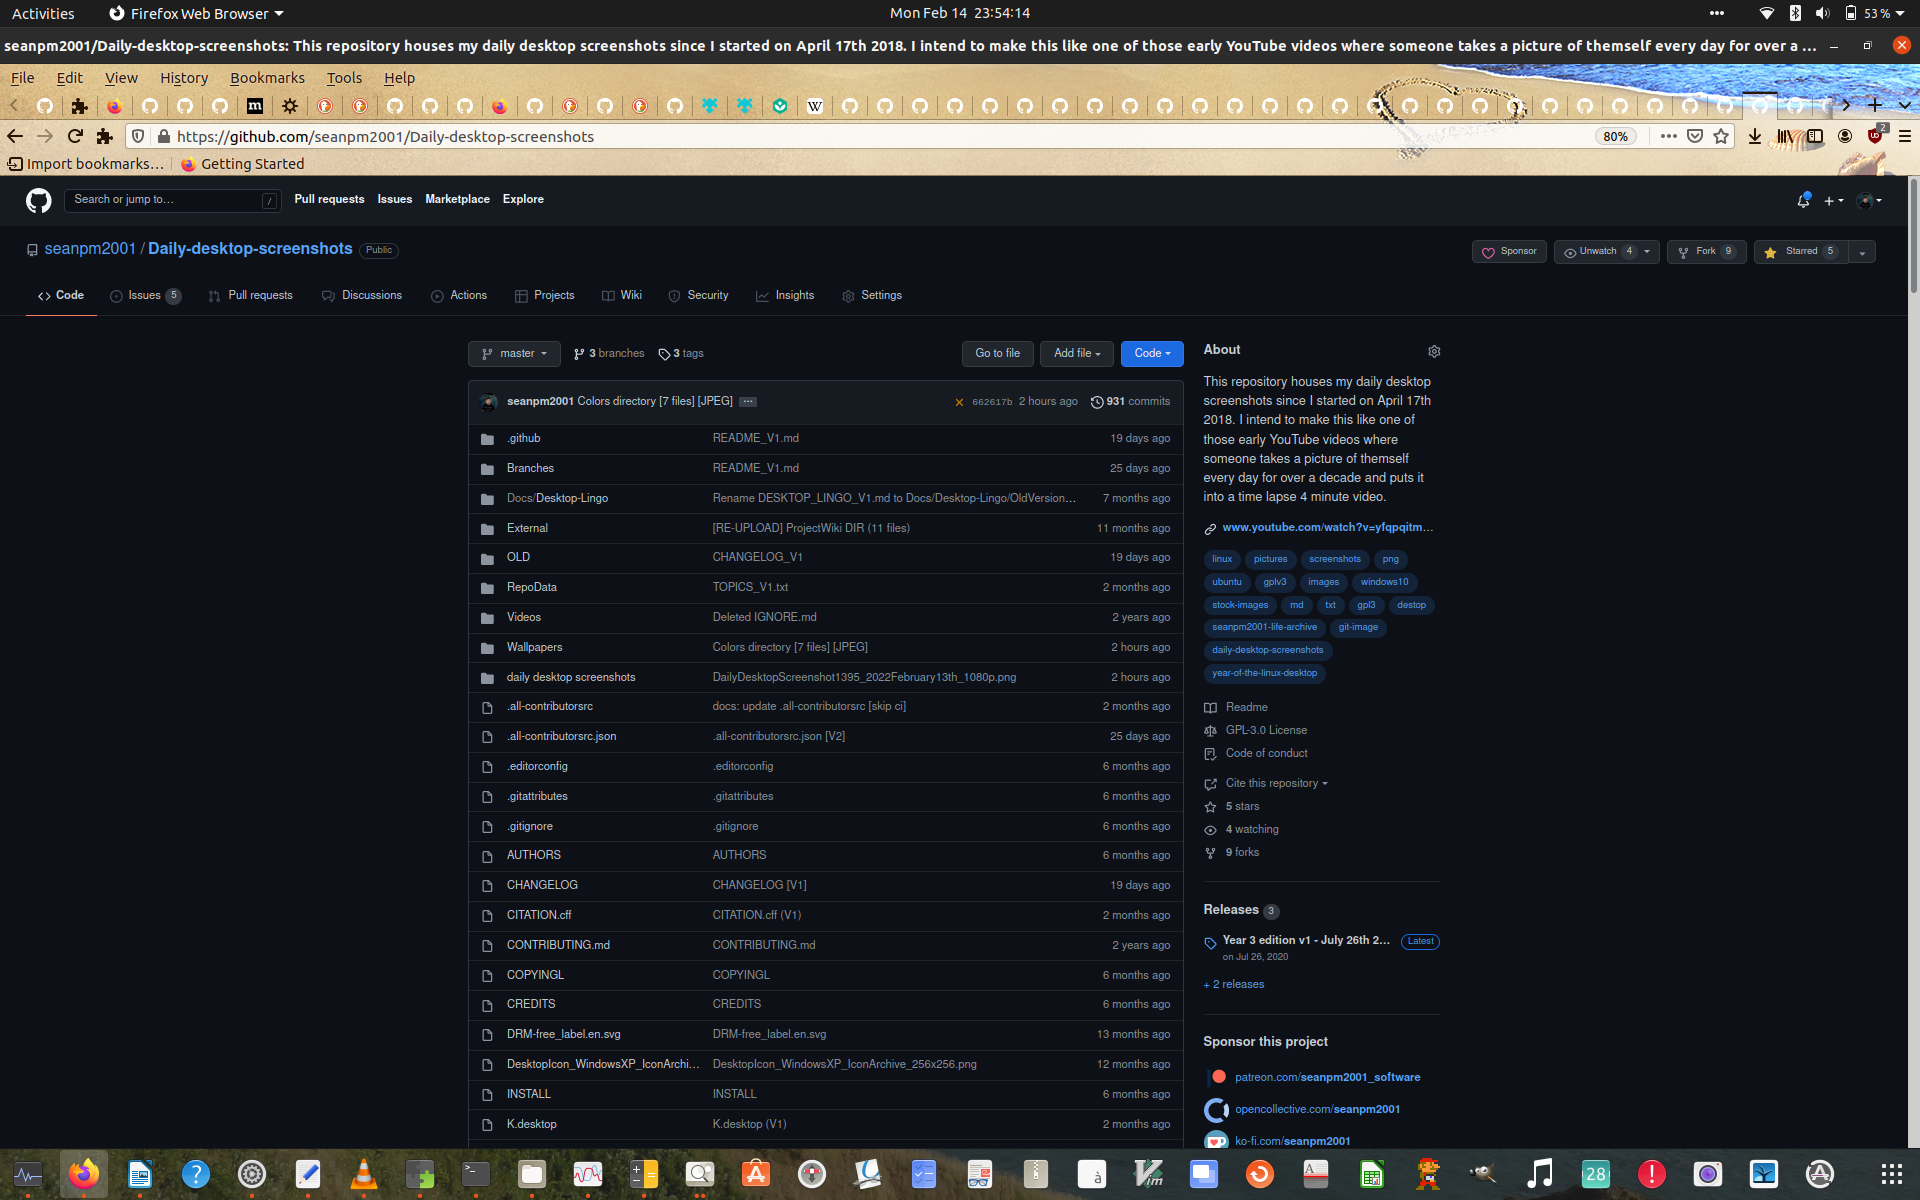 Activities
Firefox Web Browser
Mon Feb 14  23:54:14
53 %
seanpm2001/Daily-desktop-screenshots: This repository houses my daily desktop screenshots since I started on April 17th 2018. I intend to make this like one of those early YouTube videos where someone takes a picture of themself every day for over a ...
File Edit View History Bookmarks Tools Help
https://github.com/seanpm2001/Daily-desktop-screenshots
80%
2
Import bookmarks...
Getting Started
Search or jump to...
/
Pull requests Issues Marketplace Explore
seanpm2001 / Daily-desktop-screenshots Public
Sponsor
Unwatch 4
Fork 9
Starred 5
Code
Issues 5
Pull requests
Discussions
Actions
Projects
Wiki
Security
Insights
Settings
master
3 branches
3 tags
Go to file
Add file
Code
seanpm2001 Colors directory [7 files] [JPEG] ...
662617b 2 hours ago
931 commits
.github README_V1.md 19 days ago
Branches README_V1.md 25 days ago
Docs/Desktop-Lingo Rename DESKTOP_LINGO_V1.md to Docs/Desktop-Lingo/OldVersion... 7 months ago
External [RE-UPLOAD] ProjectWiki DIR (11 files) 11 months ago
OLD CHANGELOG_V1 19 days ago
RepoData TOPICS_V1.txt 2 months ago
Videos Deleted IGNORE.md 2 years ago
Wallpapers Colors directory [7 files] [JPEG] 2 hours ago
daily desktop screenshots DailyDesktopScreenshot1395_2022February13th_1080p.png 2 hours ago
.all-contributorsrc docs: update .all-contributorsrc [skip ci] 2 months ago
.all-contributorsrc.json .all-contributorsrc.json [V2] 25 days ago
.editorconfig .editorconfig 6 months ago
.gitattributes .gitattributes 6 months ago
.gitignore .gitignore 6 months ago
AUTHORS AUTHORS 6 months ago
CHANGELOG CHANGELOG [V1] 19 days ago
CITATION.cff CITATION.cff (V1) 2 months ago
CONTRIBUTING.md CONTRIBUTING.md 2 years ago
COPYINGL COPYINGL 6 months ago
CREDITS CREDITS 6 months ago
DRM-free_label.en.svg DRM-free_label.en.svg 13 months ago
DesktopIcon_WindowsXP_IconArchi... DesktopIcon_WindowsXP_IconArchive_256x256.png 12 months ago
INSTALL INSTALL 6 months ago
K.desktop K.desktop (V1) 2 months ago
About
This repository houses my daily desktop
screenshots since I started on April 17th
2018. I intend to make this like one of
those early YouTube videos where
someone takes a picture of themself
every day for over a decade and puts it
into a time lapse 4 minute video.
www.youtube.com/watch?v=yfqpqitm...
linux pictures screenshots png
ubuntu gplv3 images windows10
stock-images md txt gpl3 destop
seanpm2001-life-archive git-image
daily-desktop-screenshots
year-of-the-linux-desktop
Readme
GPL-3.0 License
Code of conduct
Cite this repository
5 stars
4 watching
9 forks
Releases 3
Year 3 edition v1 - July 26th 2... Latest
on Jul 26, 2020
+ 2 releases
Sponsor this project
patreon.com/seanpm2001_software
opencollective.com/seanpm2001
ko-fi.com/seanpm2001
28